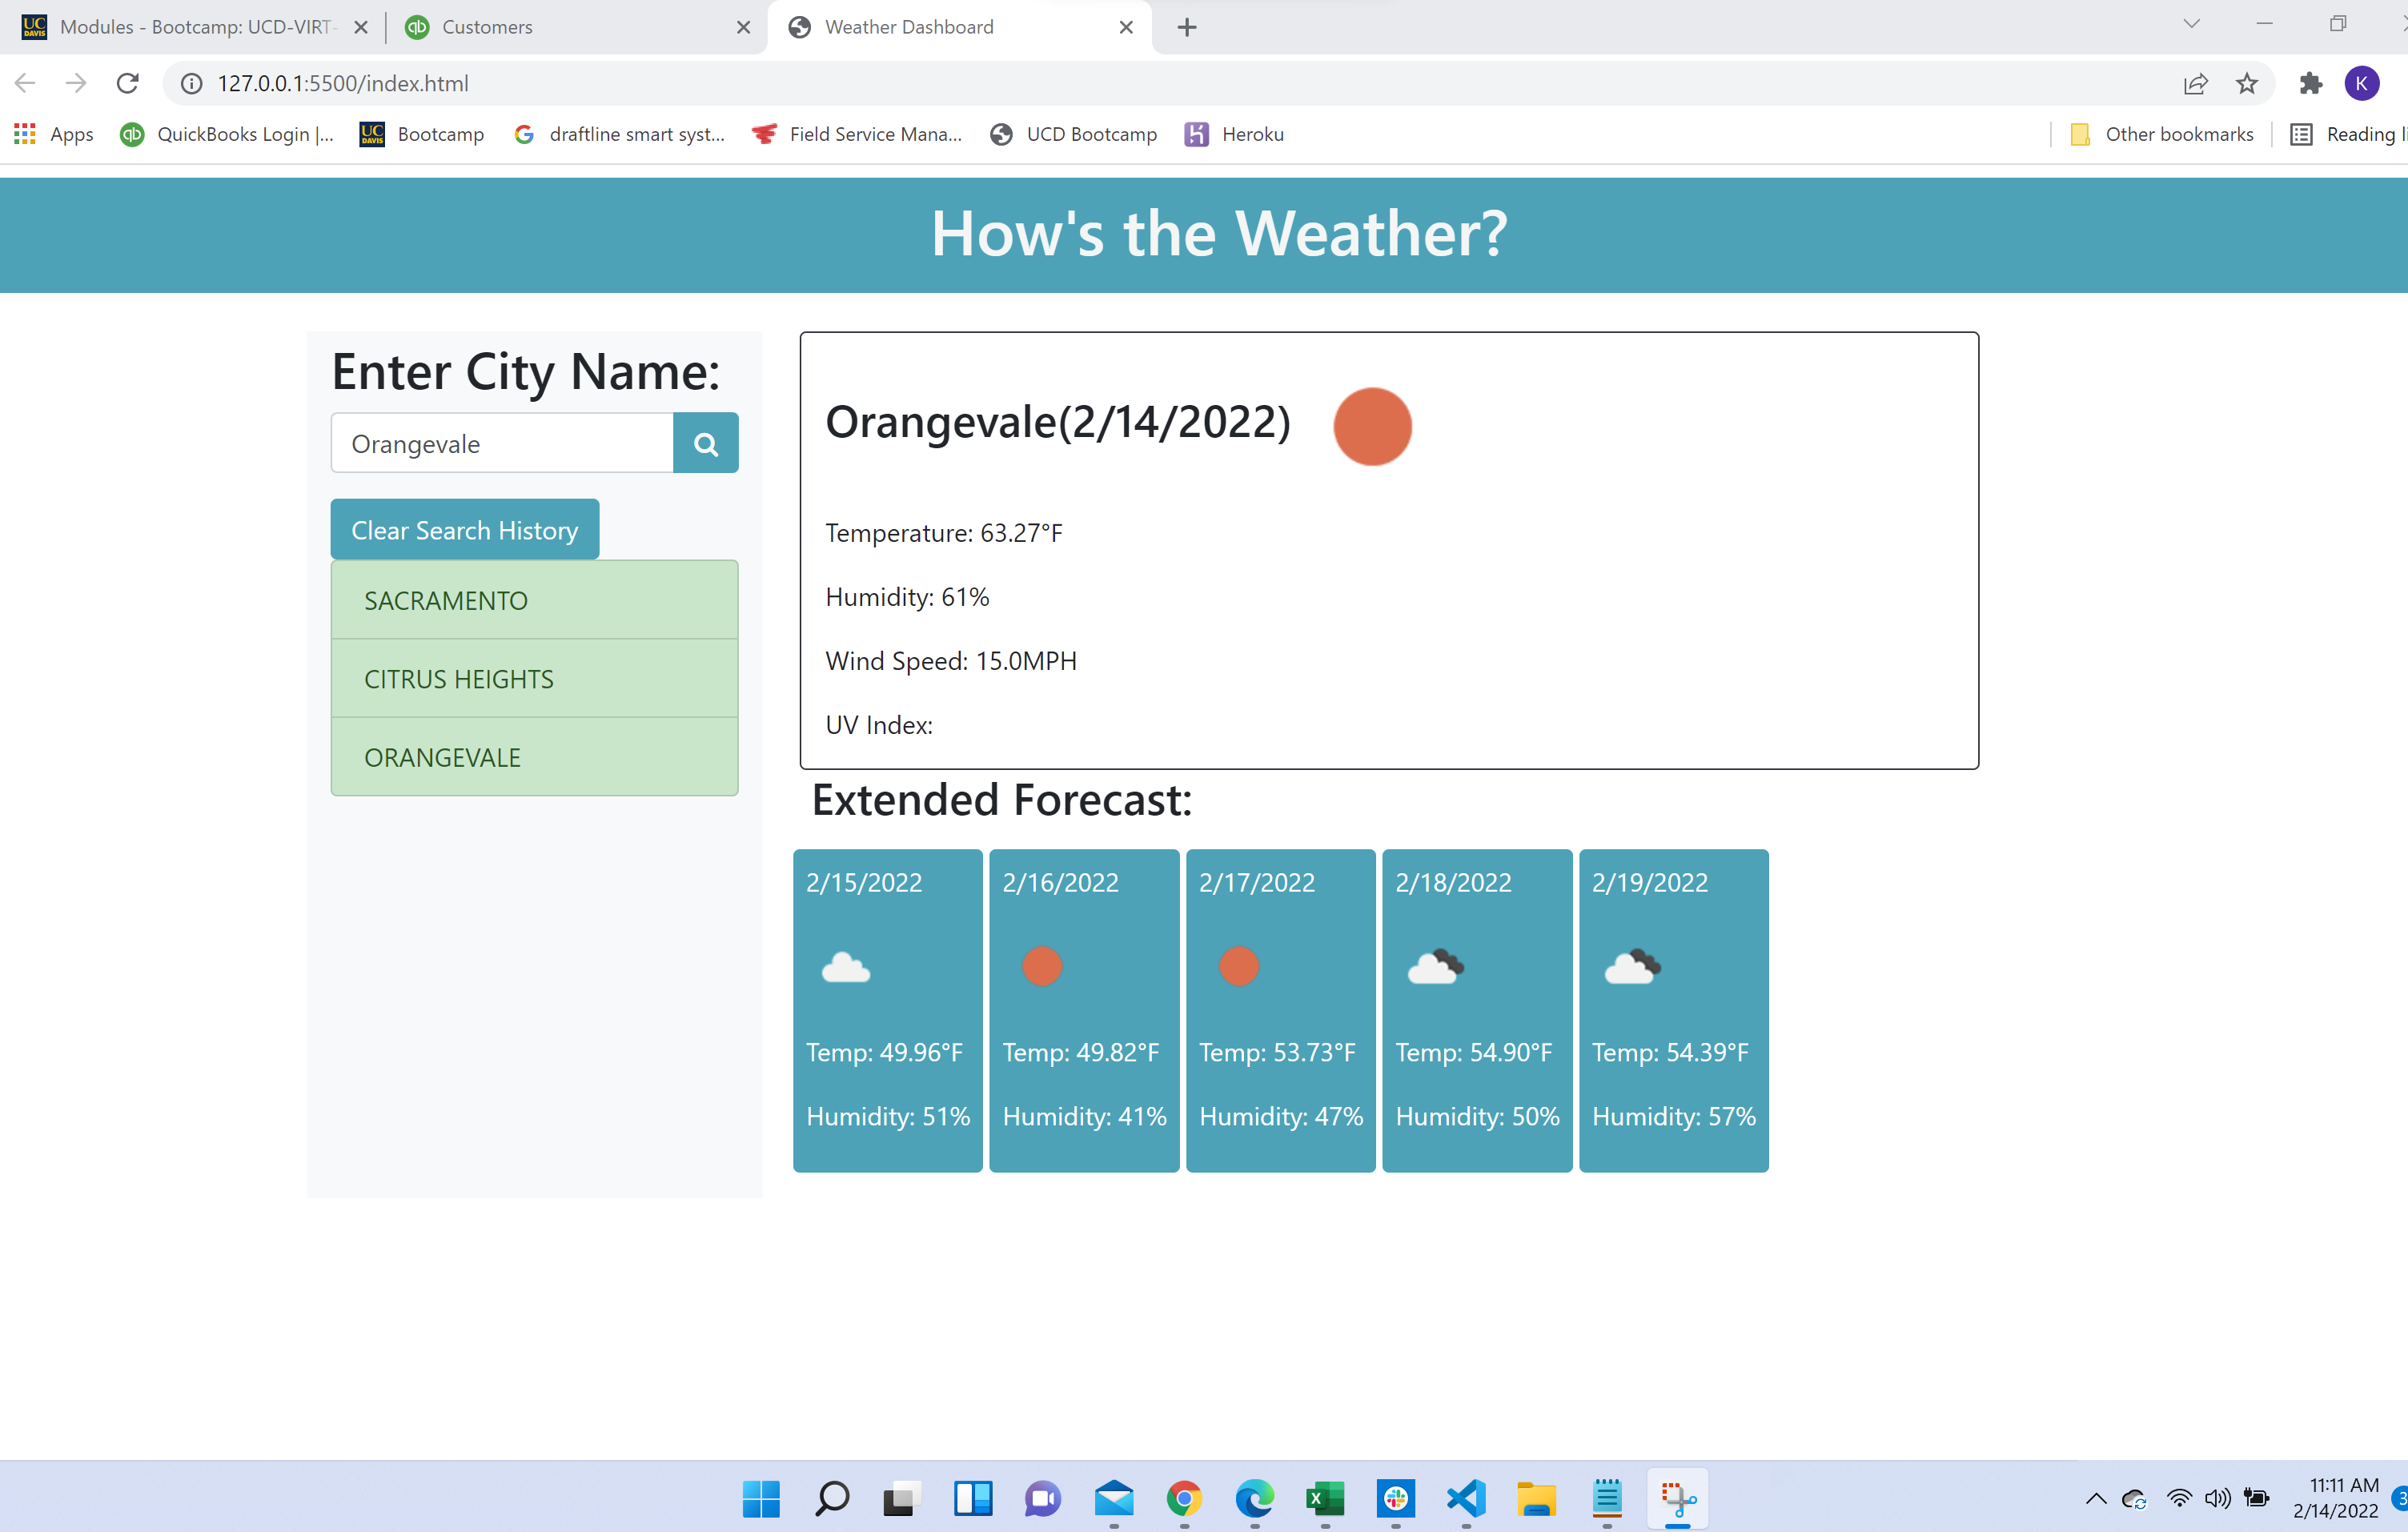 Modules - Bootcamp: UCD-VIRT-
Customers
Weather Dashboard
127.0.0.1:5500/index.html
K
Apps
QuickBooks Login |...
Bootcamp
draftline smart syst...
Field Service Mana...
UCD Bootcamp
Heroku
Other bookmarks
Reading li
How's the Weather?
Enter City Name:
Orangevale
Clear Search History
SACRAMENTO
CITRUS HEIGHTS
ORANGEVALE
Orangevale(2/14/2022)
Temperature: 63.27°F
Humidity: 61%
Wind Speed: 15.0MPH
UV Index:
Extended Forecast:
2/15/2022
Temp: 49.96°F
Humidity: 51%
2/16/2022
Temp: 49.82°F
Humidity: 41%
2/17/2022
Temp: 53.73°F
Humidity: 47%
2/18/2022
Temp: 54.90°F
Humidity: 50%
2/19/2022
Temp: 54.39°F
Humidity: 57%
11:11 AM
2/14/2022
3